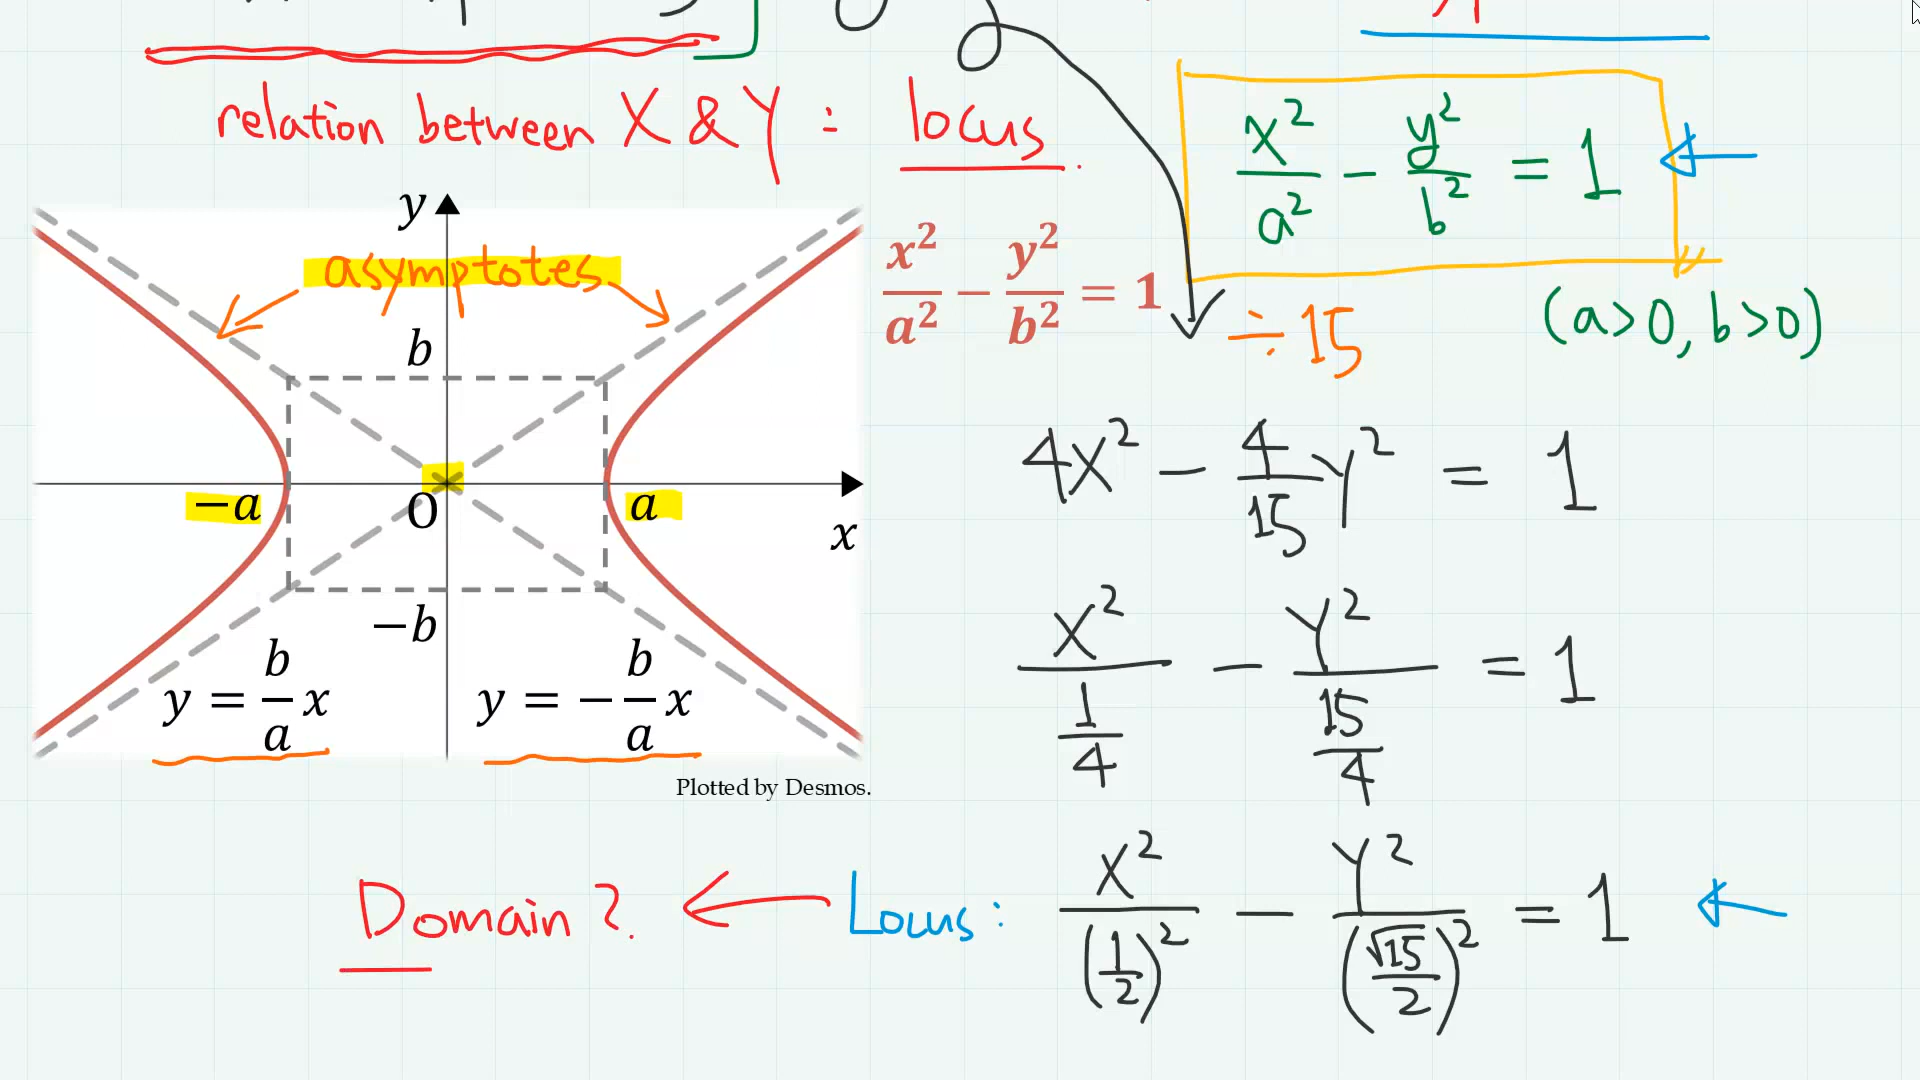 relation between X & Y : locus.
x²/a² − y²/b² = 1
(a>0, b>0)
÷15
x²/a² − y²/b² = 1
y
asymptotes
b
−a
O
a
x
−b
y = b/a x
y = − b/a x
Plotted by Desmos.
4X² − 4/15 Y² = 1
X²/(1/4) − Y²/(15/4) = 1
Domain ? ← Locus : X²/(1/2)² − Y²/(√15/2)² = 1